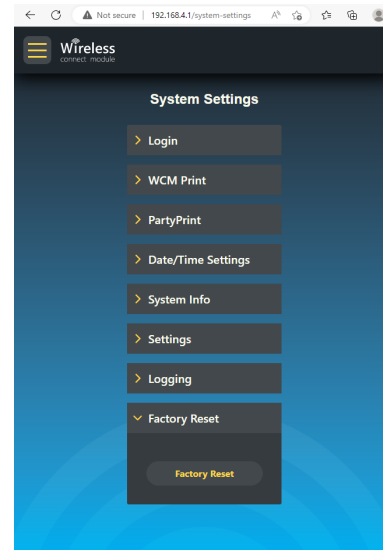 Not secure | 192.168.4.1/system-settings
Wireless
connect module
System Settings
Login
WCM Print
PartyPrint
Date/Time Settings
System Info
Settings
Logging
Factory Reset
Factory Reset